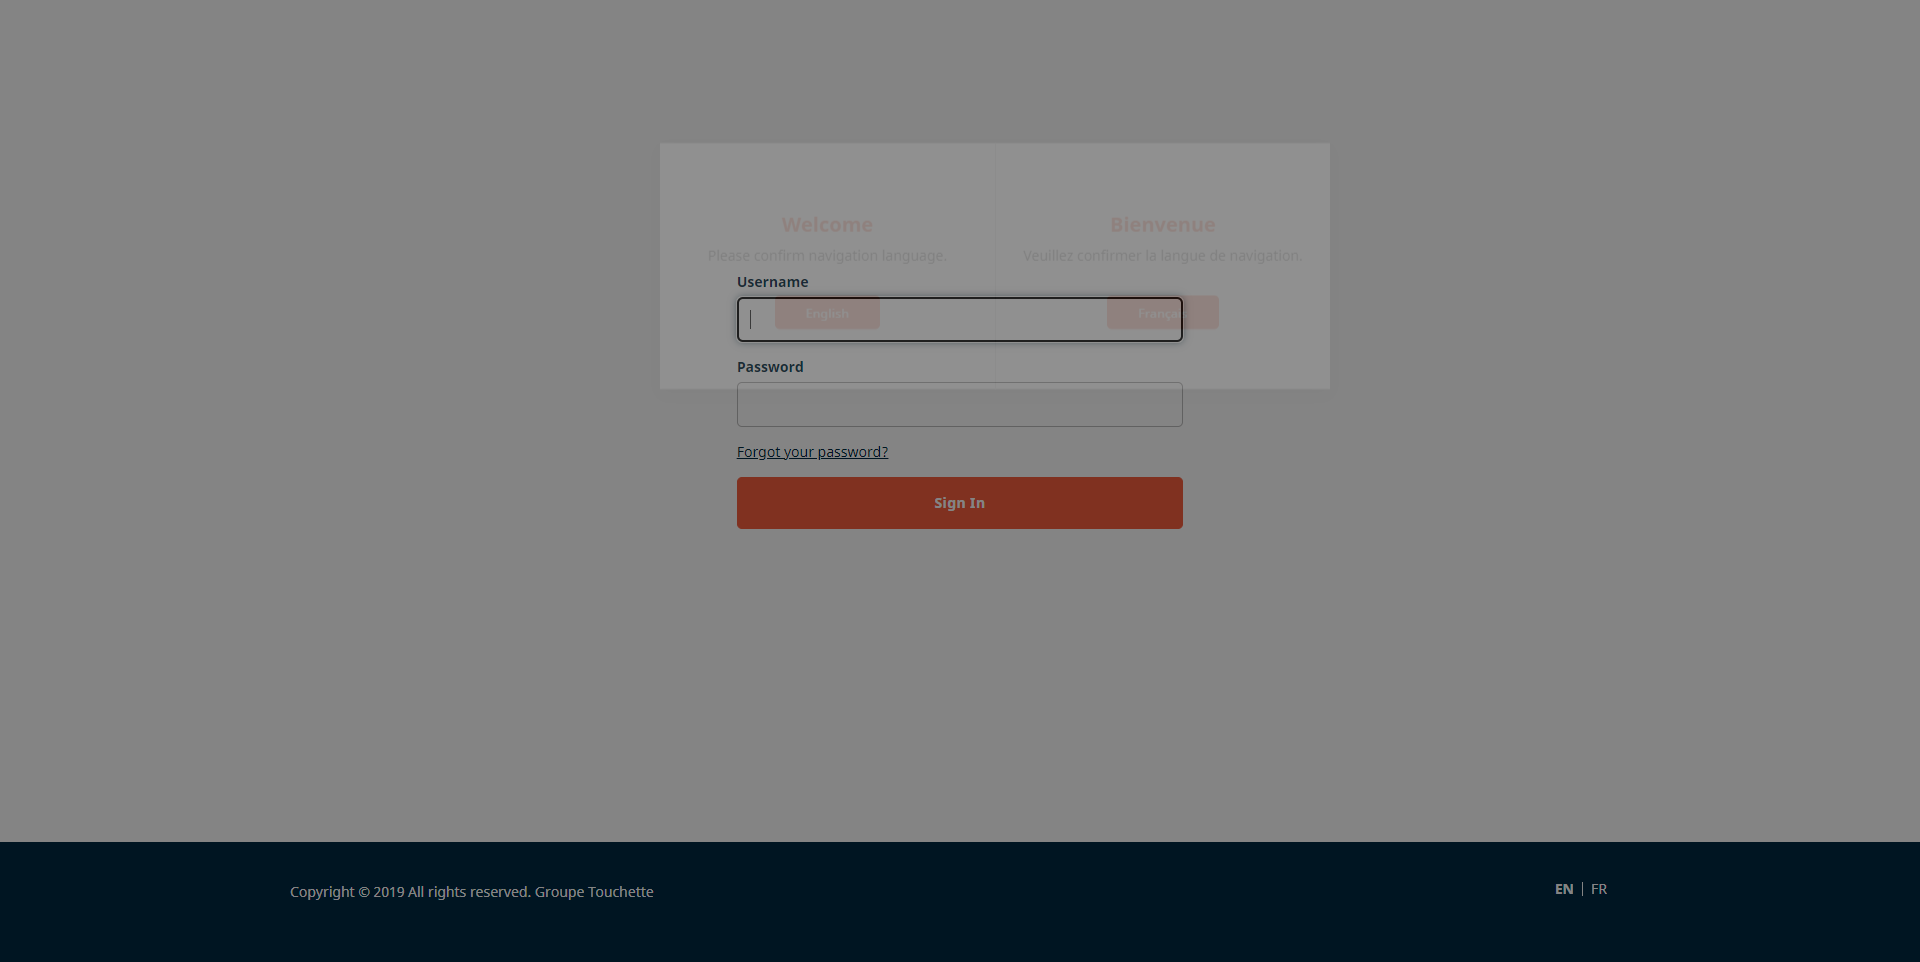 Welcome
Please confirm navigation language.
English
Bienvenue
Veuillez confirmer la langue de navigation.
Français
Username
Password
Forgot your password?
Sign In
Copyright © 2019 All rights reserved. Groupe Touchette
EN | FR